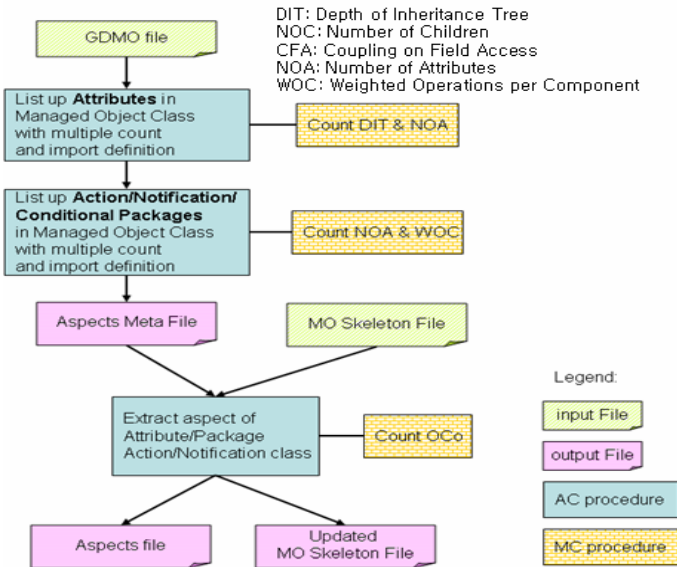 DIT: Depth of Inheritance Tree
NOC: Number of Children
CFA: Coupling on Field Access
NOA: Number of Attributes
WOC: Weighted Operations per Component
GDMO file
List up Attributes in
Managed Object Class
with multiple count
and import definition
Count DIT & NOA
List up Action/Notification/
Conditional Packages
in Managed Object Class
with multiple count
and import definition
Count NOA & WOC
Aspects Meta File
MO Skeleton File
Extract aspect of
Attribute/Package
Action/Notification class
Count OCo
Aspects file
Updated
MO Skeleton File
Legend:
input File
output File
AC procedure
MC procedure